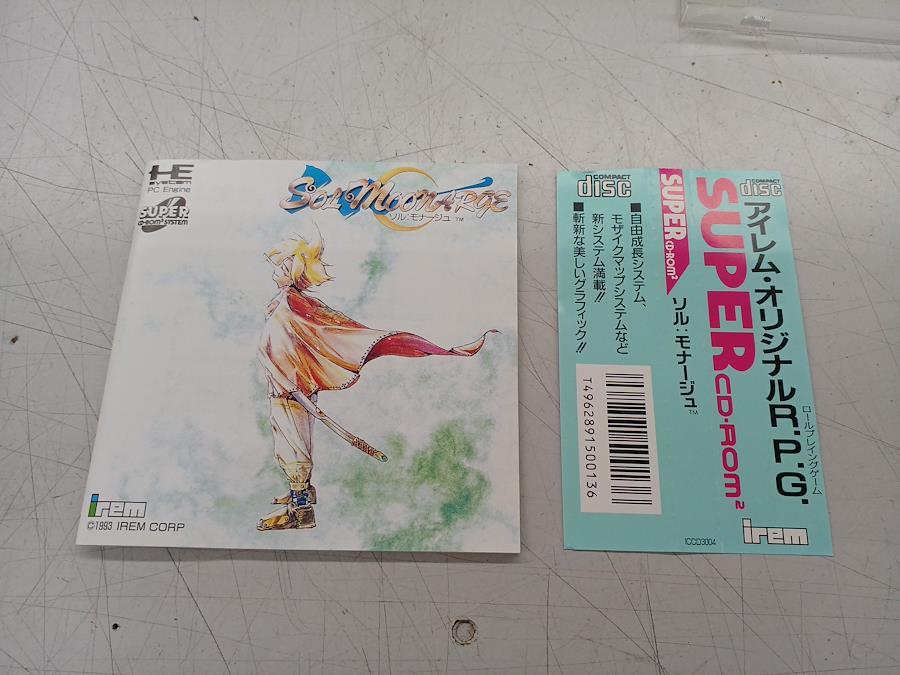 HE
system
PC Engine
SUPER
CD-ROM² SYSTEM
SOL MOONARGE
ソル：モナージュ TM
irem
©1993 IREM CORP
COMPACT
disc
■自由成長システム、
モザイクマップシステムなど
新システム満載!!
■斬新な美しいグラフィック!!
T4962891500136
SUPER CD-ROM²
ソル：モナージュ TM
COMPACT
disc
SUPER CD-ROM²
アイレム・オリジナルR.P.G.
ロールプレイングゲーム
ICCD3004
irem